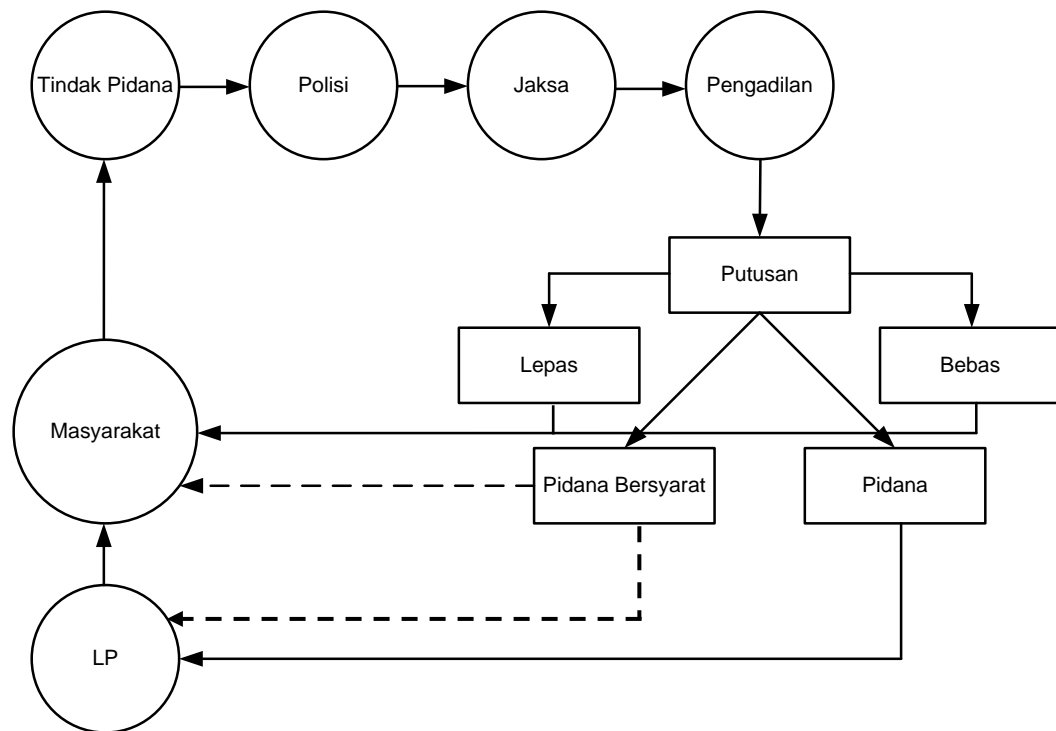 Tindak Pidana
Polisi
Jaksa
Pengadilan
Putusan
Lepas
Bebas
Masyarakat
Pidana Bersyarat
Pidana
LP